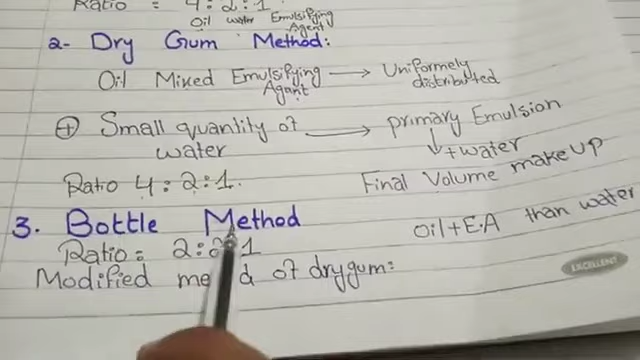 Ratio = 4:2:1
Oil water Emulsifying Agent
2- Dry Gum Method:
Oil Mixed Emulsifying Agent → Uniformely distributed
+ Small quantity of water → primary Emulsion
↓ + water
Ratio 4:2:1. Final Volume make up
3. Bottle Method Oil+E.A than water
Ratio = 2:2:1
Modified of drygum:
EXCELLENT